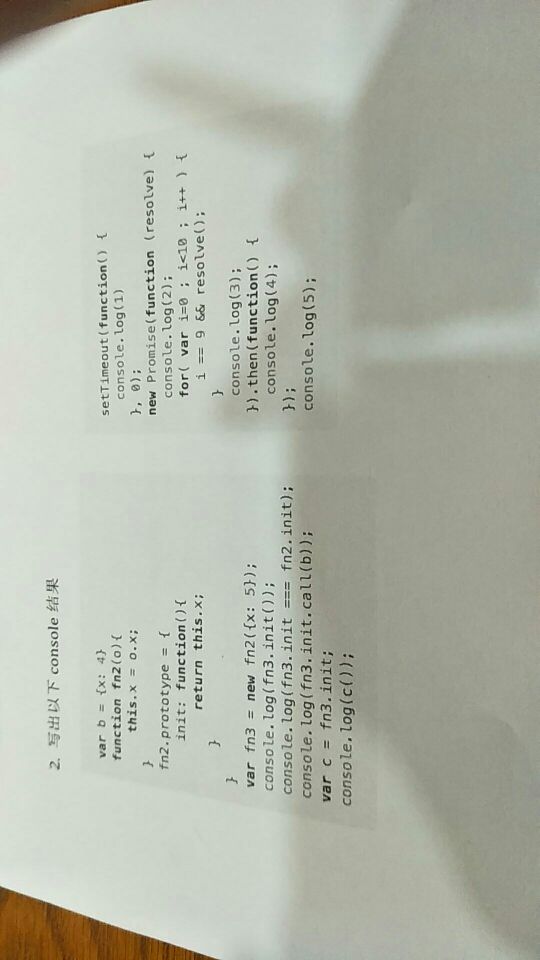 2. 写出以下 console 结果
var b = {x: 4}
function fn2(o){
this.x = o.x;
}
fn2.prototype = {
init: function(){
return this.x;
}
}
var fn3 = new fn2({x: 5});
console.log(fn3.init());
console.log(fn3.init === fn2.init);
console.log(fn3.init.call(b));
var c = fn3.init;
console.log(c());
setTimeout(function() {
console.log(1)
}, 0);
new Promise(function (resolve) {
console.log(2);
for( var i=0 ; i<10 ; i++ ) {
i == 9 && resolve();
}
console.log(3);
}).then(function() {
console.log(4);
});
console.log(5);